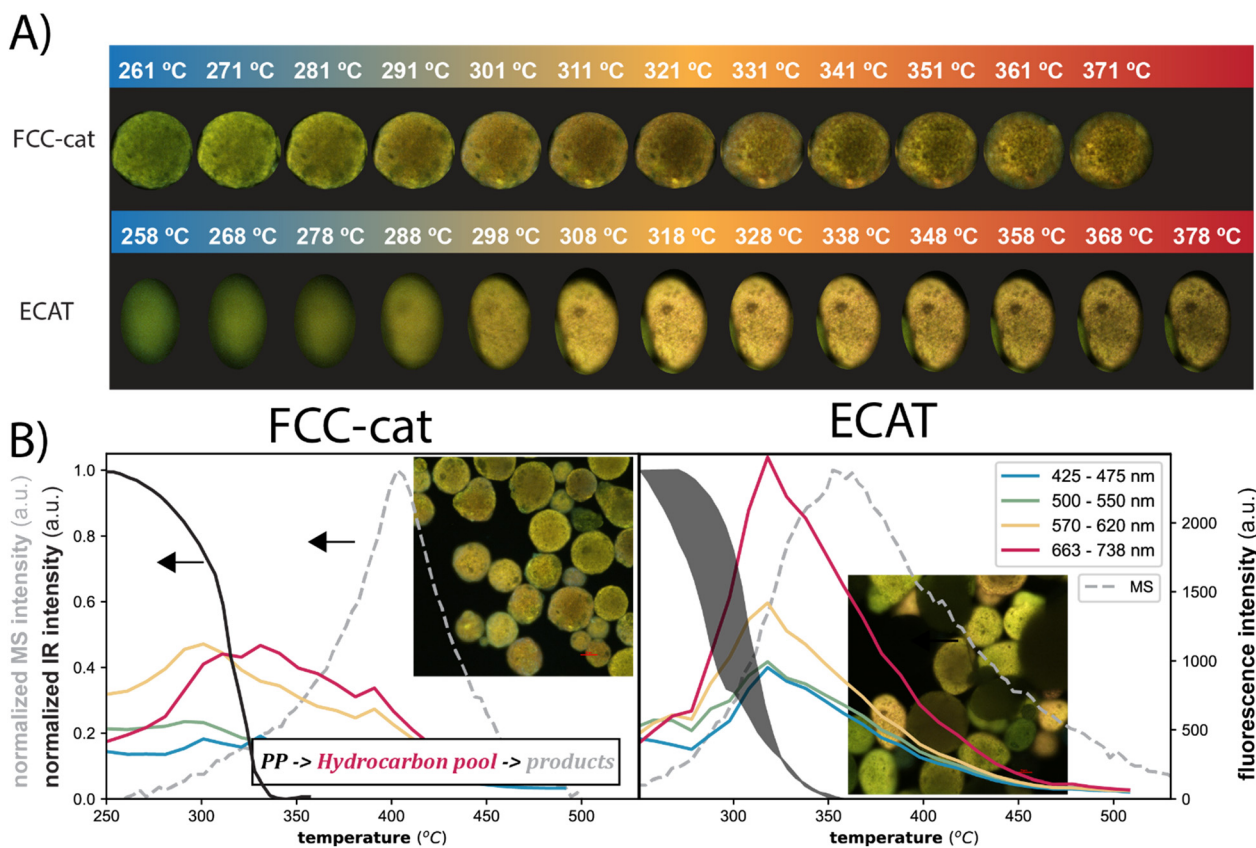 A)
261 ºC 271 ºC 281 ºC 291 ºC 301 ºC 311 ºC 321 ºC 331 ºC 341 ºC 351 ºC 361 ºC 371 ºC
FCC-cat
258 ºC 268 ºC 278 ºC 288 ºC 298 ºC 308 ºC 318 ºC 328 ºC 338 ºC 348 ºC 358 ºC 368 ºC 378 ºC
ECAT
B)
FCC-cat
ECAT
normalized MS intensity (a.u.)
normalized IR intensity (a.u.)
1.0
0.8
0.6
0.4
0.2
0.0
250 300 350 400 450 500
temperature (ºC)
PP -> Hydrocarbon pool -> products
425 - 475 nm
500 - 550 nm
570 - 620 nm
663 - 738 nm
MS
300 350 400 450 500
temperature (ºC)
2000
1500
1000
500
0
fluorescence intensity (a.u.)